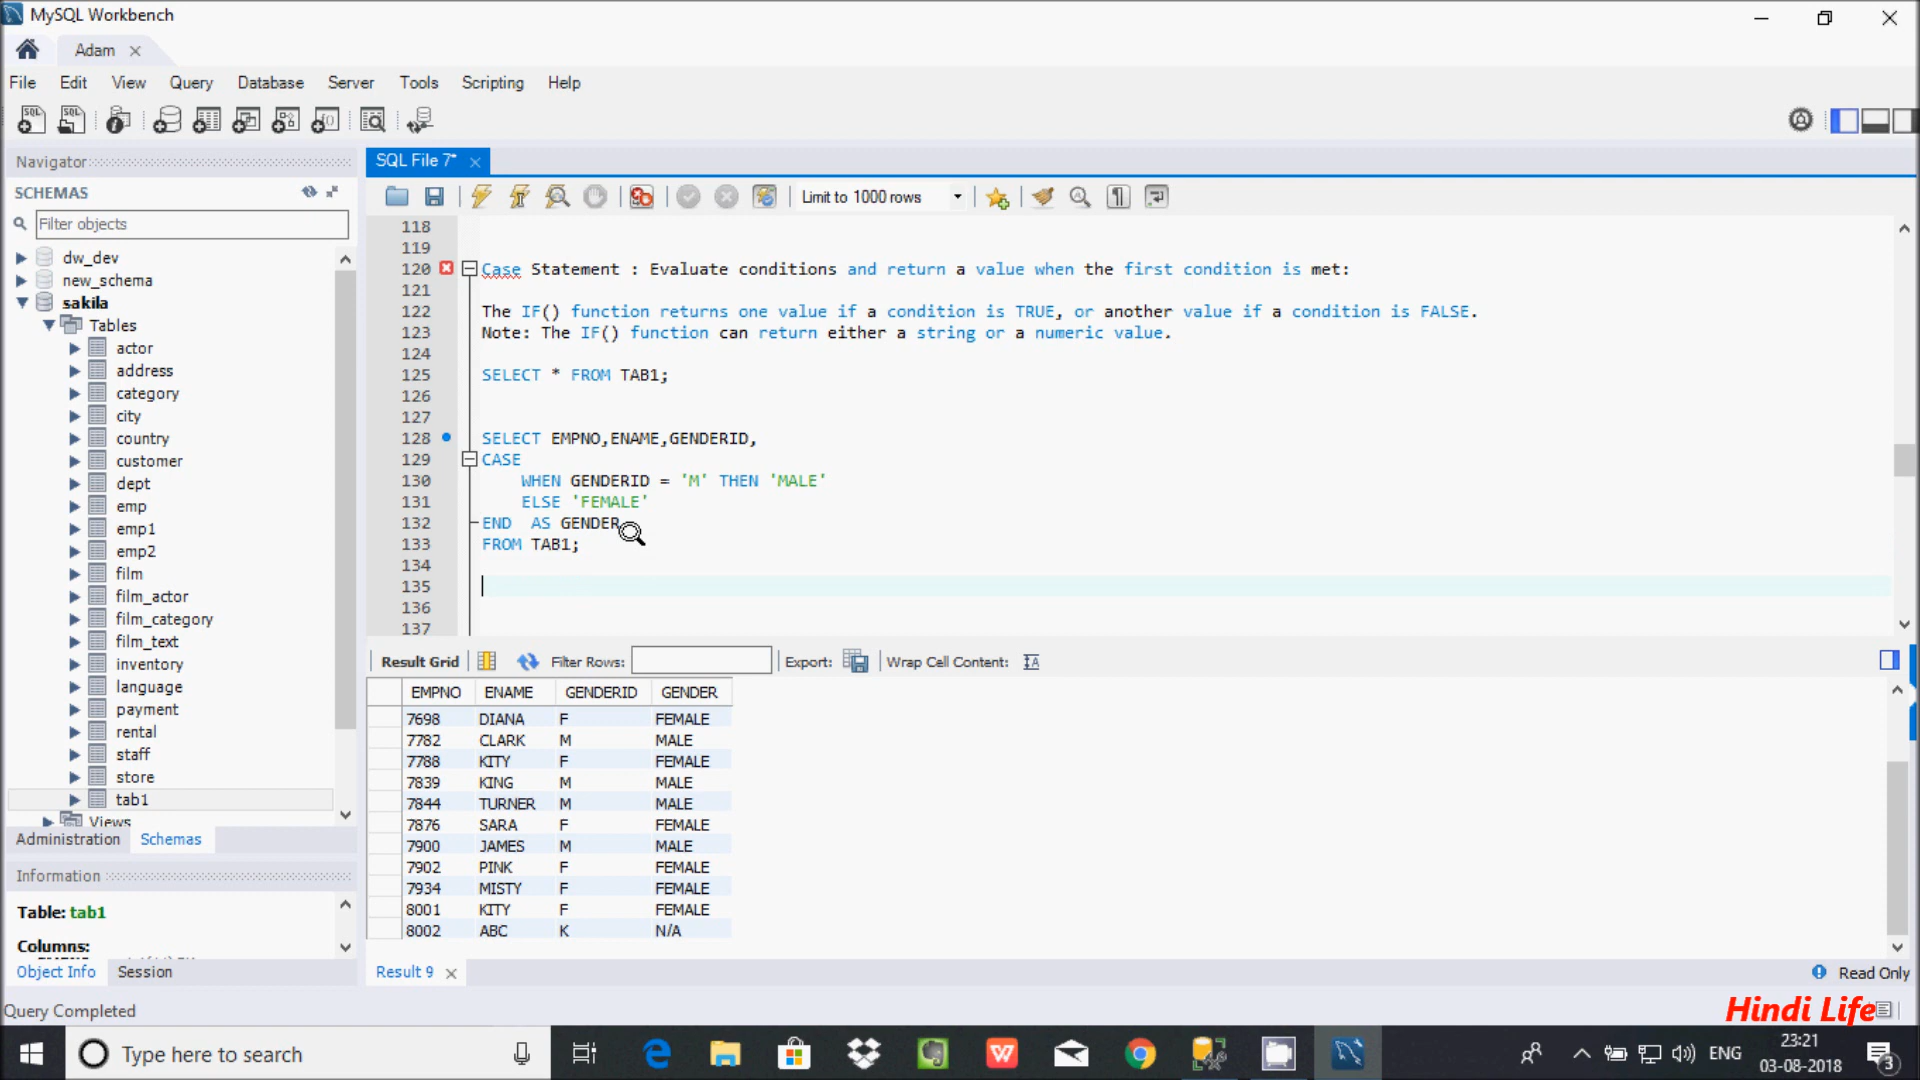 MySQL Workbench
Adam
File Edit View Query Database Server Tools Scripting Help
Navigator
SCHEMAS
Filter objects
dw_dev
new_schema
sakila
Tables
actor
address
category
city
country
customer
dept
emp
emp1
emp2
film
film_actor
film_category
film_text
inventory
language
payment
rental
staff
store
tab1
Views
Administration Schemas
Information
Table: tab1
Columns:
Object Info Session
Query Completed
SQL File 7*
Limit to 1000 rows
118
119
120 Case Statement : Evaluate conditions and return a value when the first condition is met:
121
122 The IF() function returns one value if a condition is TRUE, or another value if a condition is FALSE.
123 Note: The IF() function can return either a string or a numeric value.
124
125 SELECT * FROM TAB1;
126
127
128 SELECT EMPNO,ENAME,GENDERID,
129 CASE
130 WHEN GENDERID = 'M' THEN 'MALE'
131 ELSE 'FEMALE'
132 END AS GENDER
133 FROM TAB1;
134
135
136
137
Result Grid Filter Rows: Export: Wrap Cell Content:
EMPNO ENAME GENDERID GENDER
7698 DIANA F FEMALE
7782 CLARK M MALE
7788 KITY F FEMALE
7839 KING M MALE
7844 TURNER M MALE
7876 SARA F FEMALE
7900 JAMES M MALE
7902 PINK F FEMALE
7934 MISTY F FEMALE
8001 KITY F FEMALE
8002 ABC K N/A
Result 9
Read Only
Hindi Life
Type here to search
ENG
23:21
03-08-2018
3